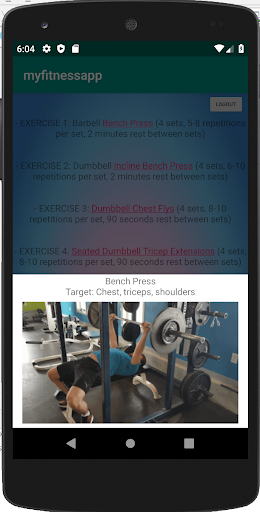 6:04
myfitnessapp
LOGOUT
- EXERCISE 1: Barbell Bench Press (4 sets, 5-8 repetitions
per set, 2 minutes rest between sets)
- EXERCISE 2: Dumbbell Incline Bench Press (4 sets, 6-10
repetitions per set, 2 minutes rest between sets)
- EXERCISE 3: Dumbbell Chest Flys (4 sets, 8-10
repetitions per set, 90 seconds rest between sets)
- EXERCISE 4: Seated Dumbbell Tricep Extensions (4 sets,
8-10 repetitions per set, 90 seconds rest between sets)
Bench Press
Target: Chest, triceps, shoulders